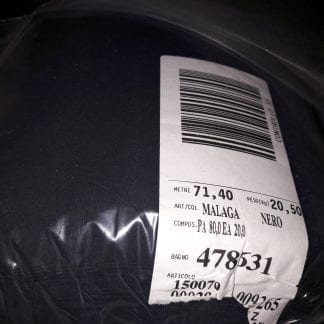 METRI 71,40 PESO(KG) 20,50
ART/COL MALAGA NERO
COMPOS. PA 80,0 EA 20,0
BAGNO 478531
ARTICOLO
150070
009265
Z